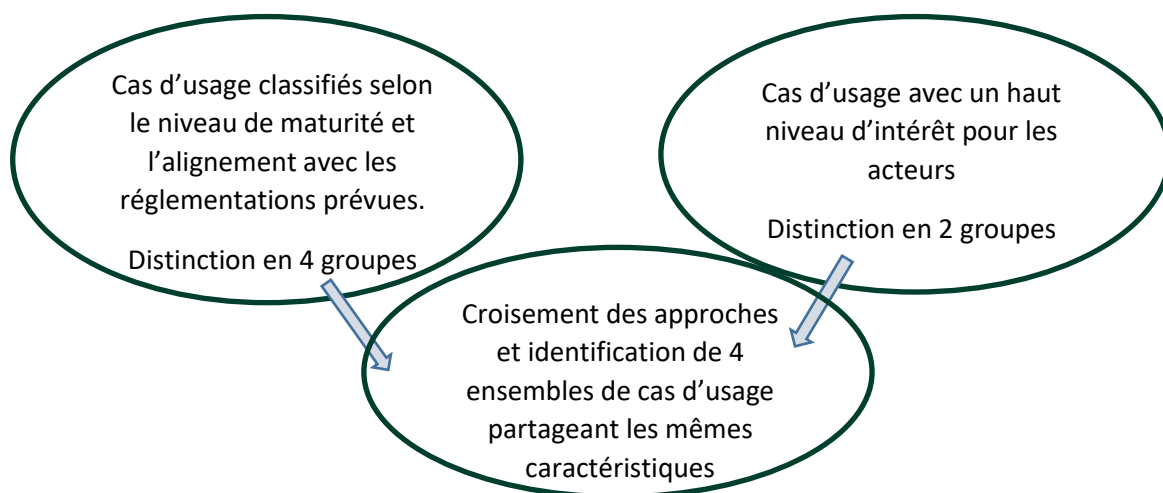 Cas d’usage classifiés selon
le niveau de maturité et
l’alignement avec les
réglementations prévues.
Distinction en 4 groupes
Cas d’usage avec un haut
niveau d’intérêt pour les
acteurs
Distinction en 2 groupes
Croisement des approches
et identification de 4
ensembles de cas d’usage
partageant les mêmes
caractéristiques